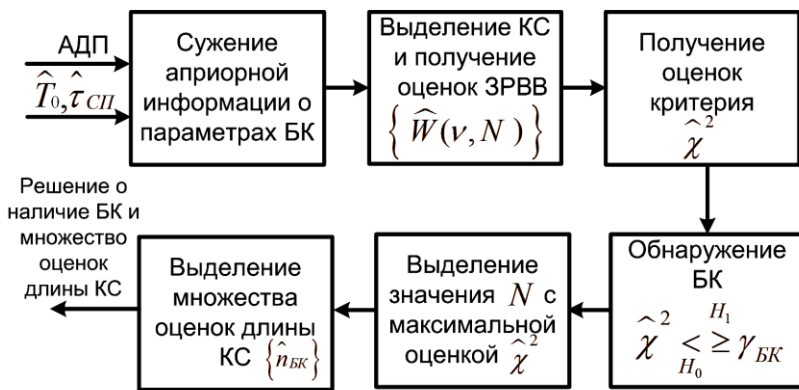 АДП
T̂₀,τ̂СП
Сужение
априорной
информации о
параметрах БК
Выделение КС
и получение
оценок ЗРВВ
{ Ŵ(ν, N) }
Получение
оценок
критерия
χ̂²
Обнаружение
БК
H₁
χ̂² < ≥ γБК
H₀
Выделение
значения N с
максимальной
оценкой χ̂²
Выделение
множества
оценок длины
КС {n̂БК}
Решение о
наличие БК и
множество
оценок
длины КС